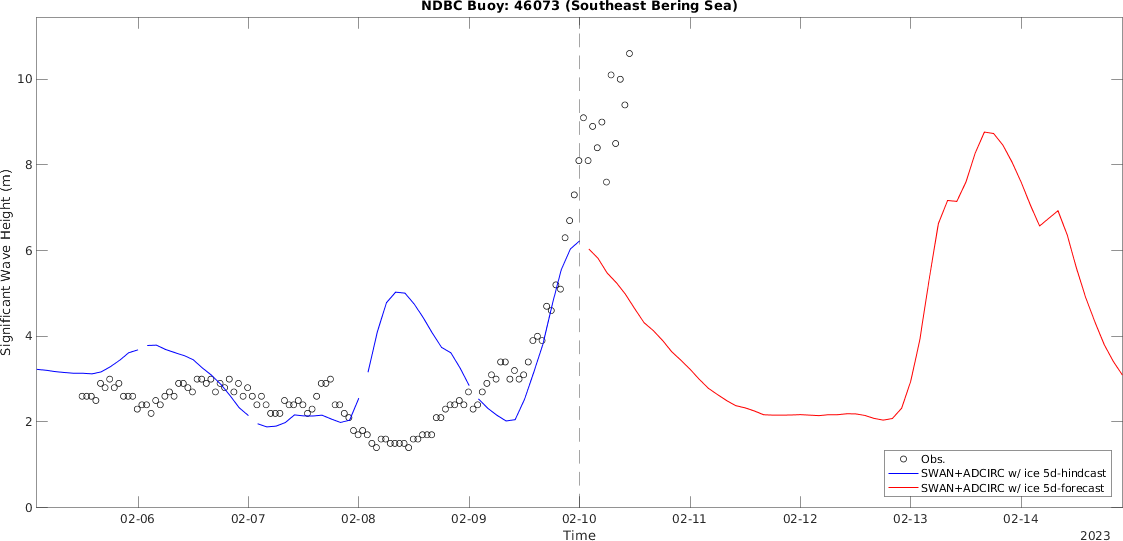 NDBC Buoy: 46073 (Southeast Bering Sea)
Significant Wave Height (m)
10
8
6
4
2
0
02-06 02-07 02-08 02-09 02-10 02-11 02-12 02-13 02-14
Time
2023
Obs.
SWAN+ADCIRC w/ ice 5d-hindcast
SWAN+ADCIRC w/ ice 5d-forecast